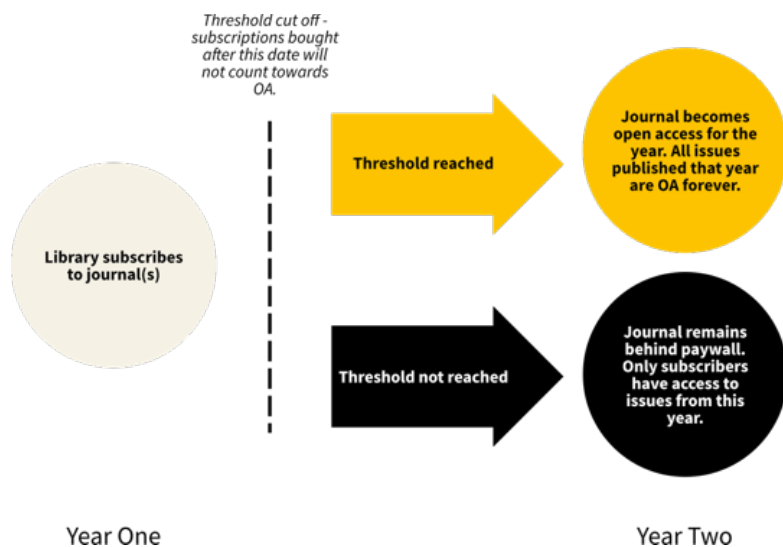 Threshold cut off -
subscriptions bought
after this date will
not count towards
OA.
Library subscribes
to journal(s)
Threshold reached
Journal becomes
open access for the
year. All issues
published that year
are OA forever.
Threshold not reached
Journal remains
behind paywall.
Only subscribers
have access to
issues from this
year.
Year One
Year Two